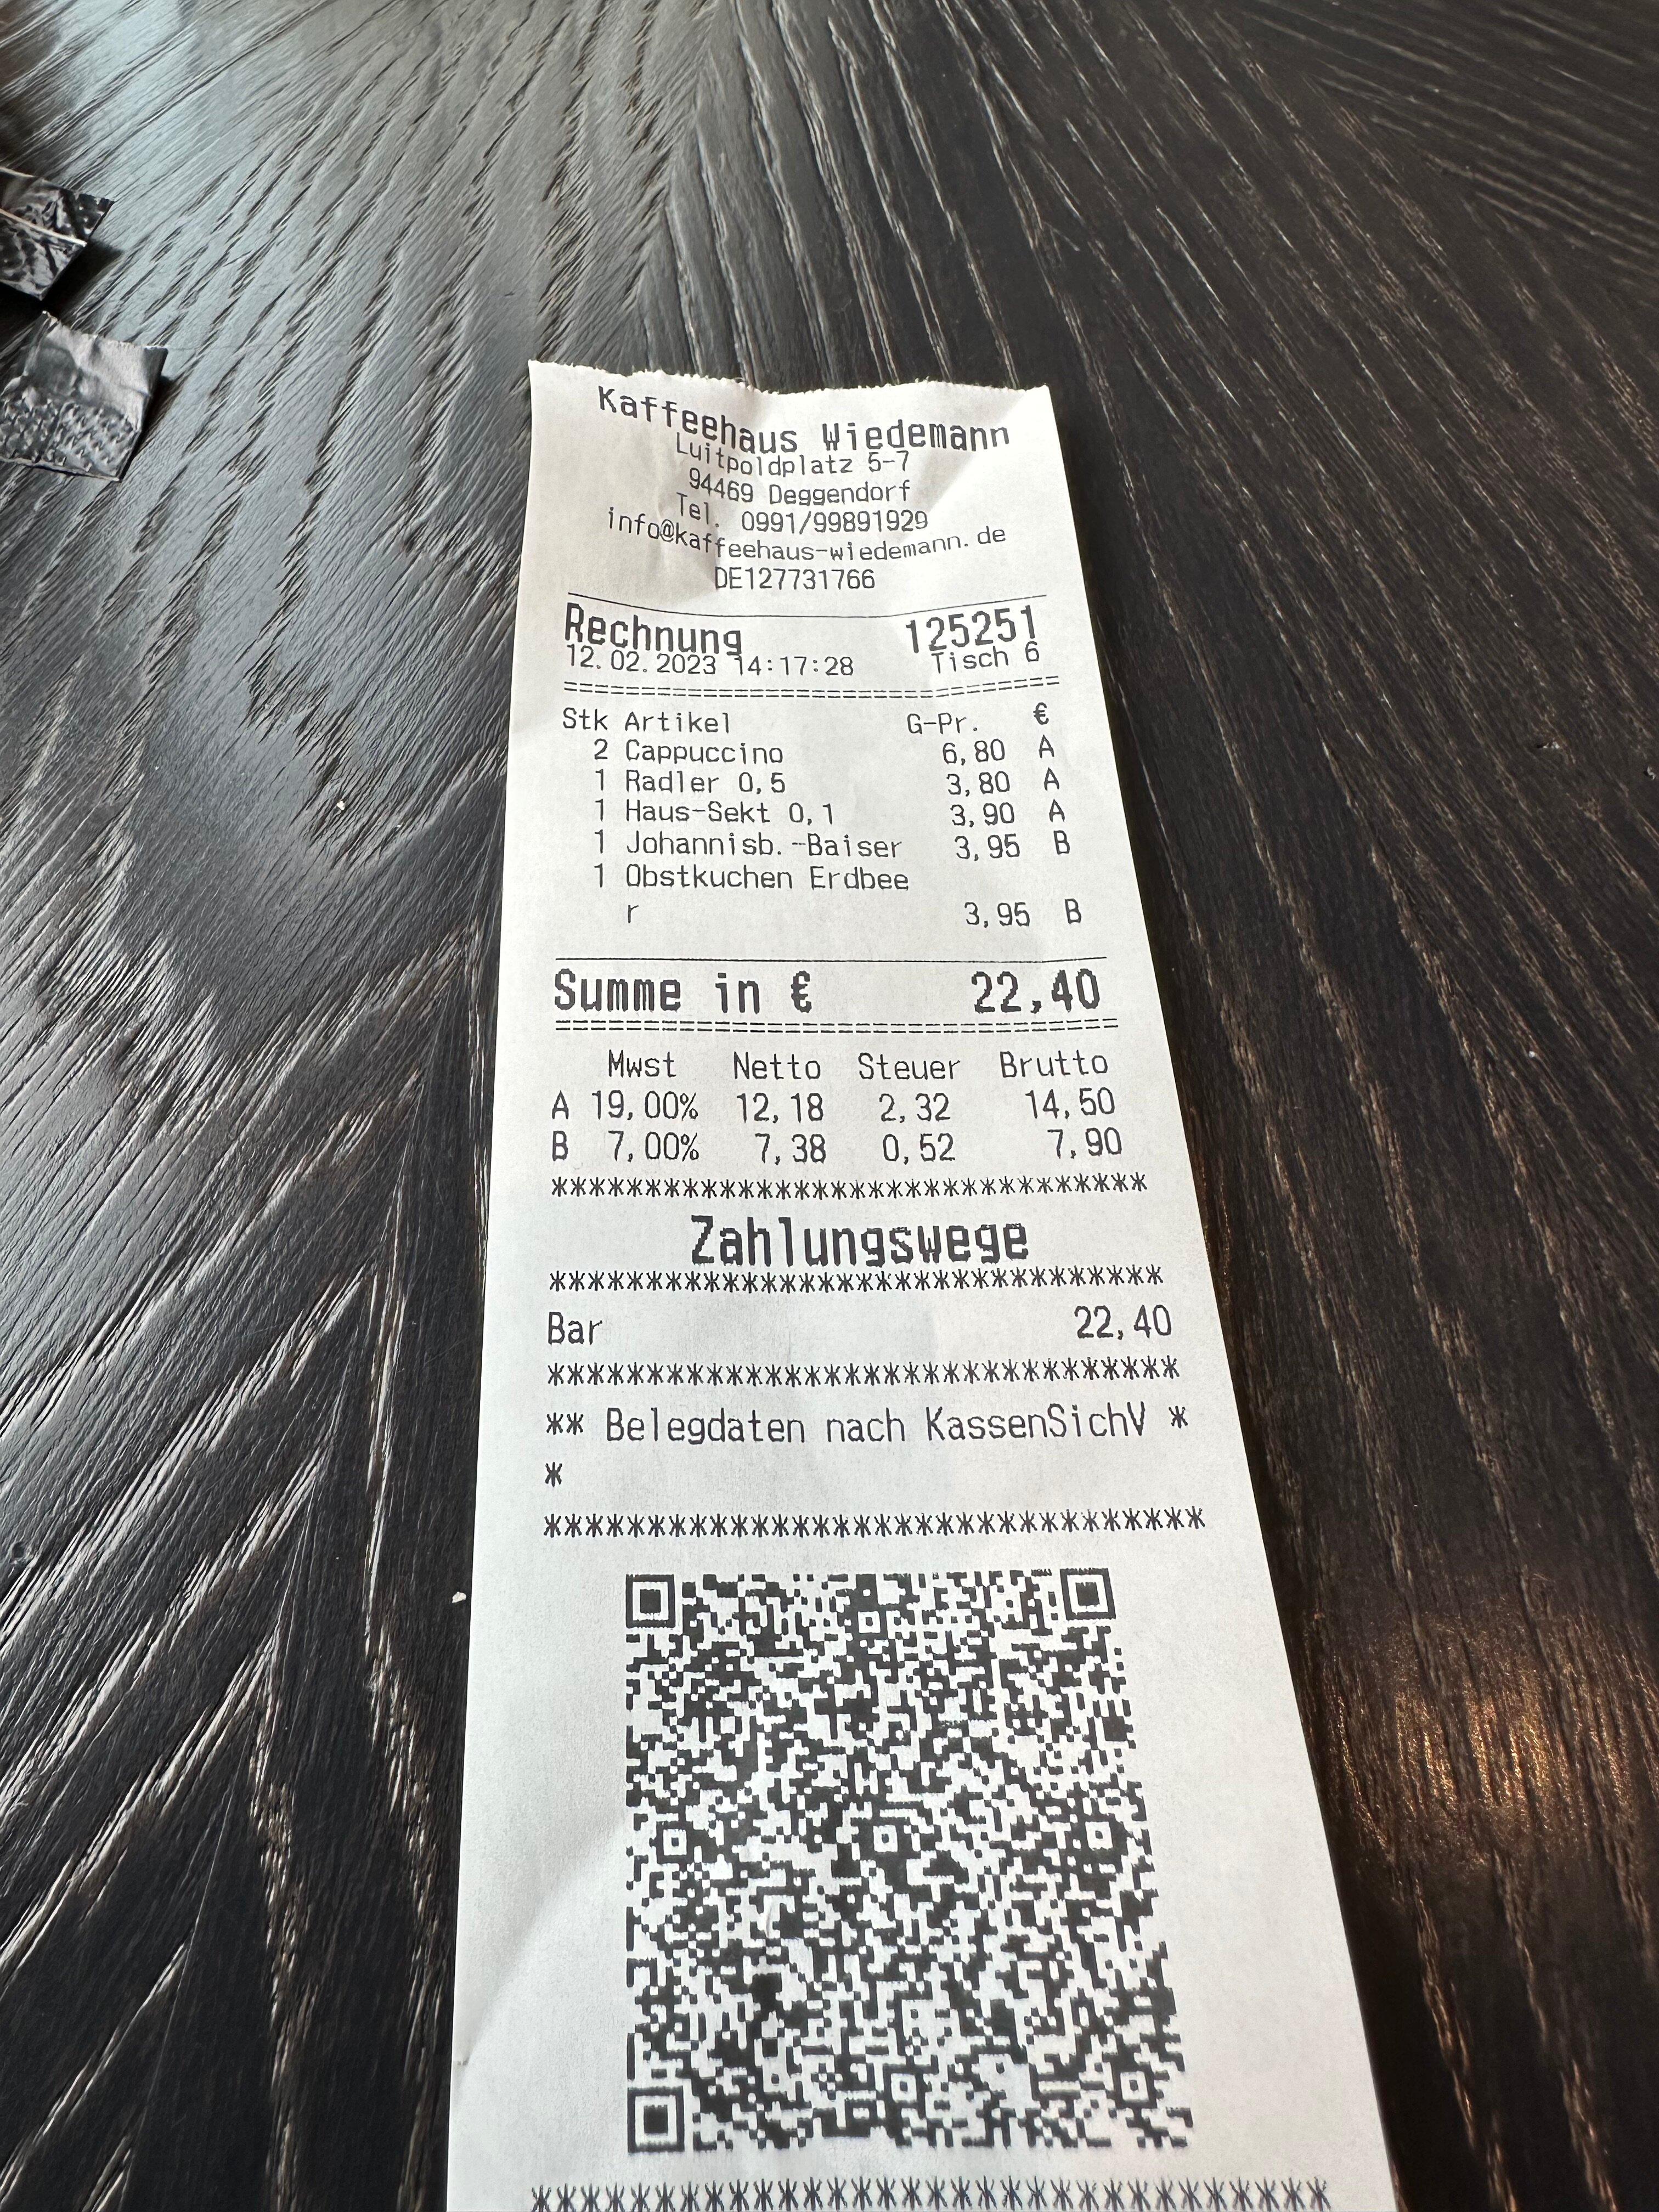 Kaffeehaus Wiedemann
Luitpoldplatz 5-7
94469 Deggendorf
Tel. 0991/99891929
info@kaffeehaus-wiedemann.de
DE127731766
Rechnung 125251
12.02.2023 14:17:28 Tisch 6
================================
Stk Artikel G-Pr. €
2 Cappuccino 6,80 A
1 Radler 0,5 3,80 A
1 Haus-Sekt 0,1 3,90 A
1 Johannisb.-Baiser 3,95 B
1 Obstkuchen Erdbee
r 3,95 B
Summe in € 22,40
================================
Mwst Netto Steuer Brutto
A 19,00% 12,18 2,32 14,50
B 7,00% 7,38 0,52 7,90
********************************
Zahlungswege
********************************
Bar 22,40
********************************
** Belegdaten nach KassenSichV *
*
********************************
********************************